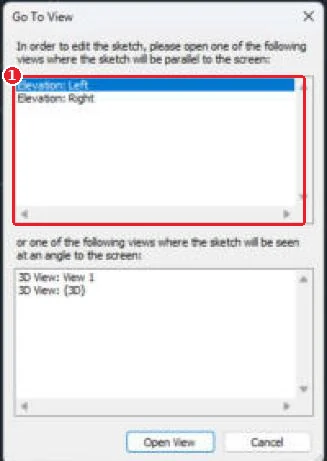 Go To View
In order to edit the sketch, please open one of the following
views where the sketch will be parallel to the screen:
1
Elevation: Left
Elevation: Right
or one of the following views where the sketch will be seen
at an angle to the screen:
3D View: View 1
3D View: {3D}
Open View
Cancel